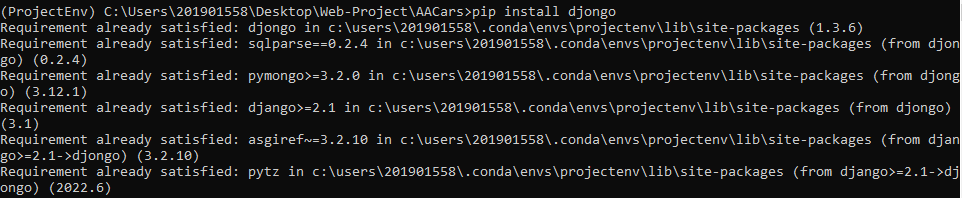 (ProjectEnv) C:\Users\201901558\Desktop\Web-Project\AACars>pip install djongo
Requirement already satisfied: djongo in c:\users\201901558\.conda\envs\projectenv\lib\site-packages (1.3.6)
Requirement already satisfied: sqlparse==0.2.4 in c:\users\201901558\.conda\envs\projectenv\lib\site-packages (from djon
go) (0.2.4)
Requirement already satisfied: pymongo>=3.2.0 in c:\users\201901558\.conda\envs\projectenv\lib\site-packages (from djong
o) (3.12.1)
Requirement already satisfied: django>=2.1 in c:\users\201901558\.conda\envs\projectenv\lib\site-packages (from djongo)
(3.1)
Requirement already satisfied: asgiref~=3.2.10 in c:\users\201901558\.conda\envs\projectenv\lib\site-packages (from djan
go>=2.1->djongo) (3.2.10)
Requirement already satisfied: pytz in c:\users\201901558\.conda\envs\projectenv\lib\site-packages (from django>=2.1->dj
ongo) (2022.6)